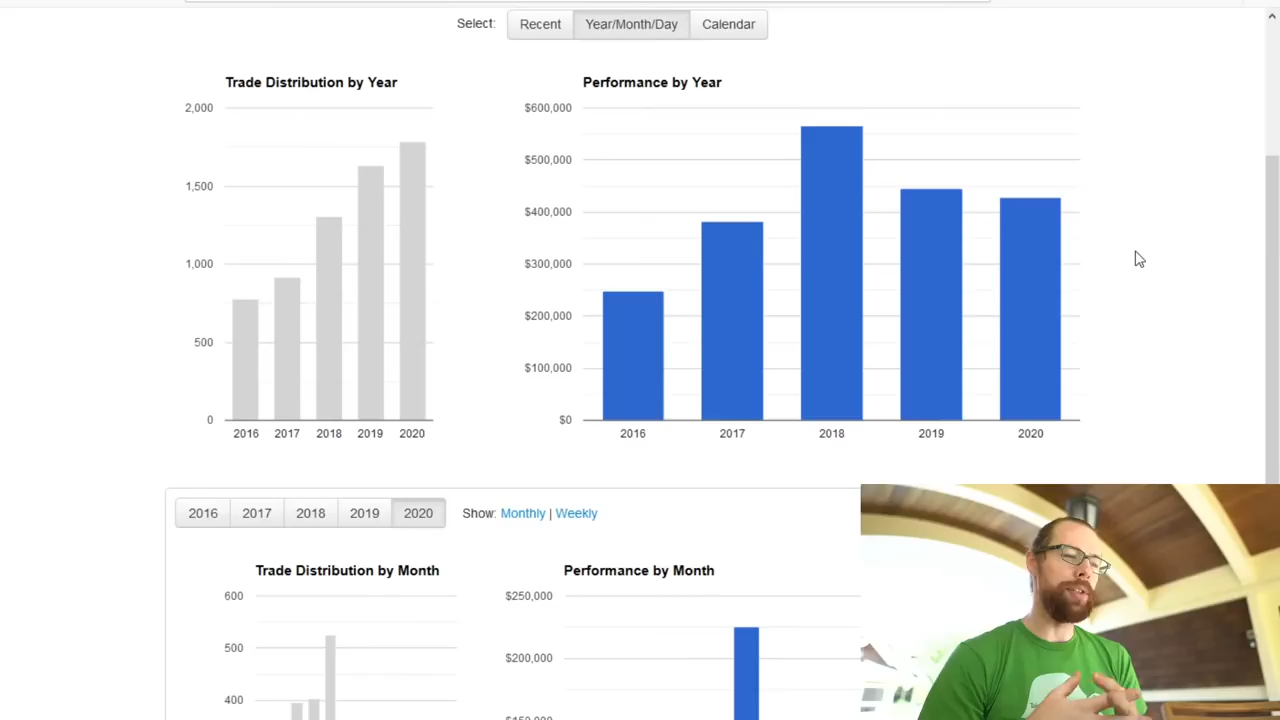 Select: Recent Year/Month/Day Calendar
Trade Distribution by Year
2,000
1,500
1,000
500
0
2016 2017 2018 2019 2020
Performance by Year
$600,000
$500,000
$400,000
$300,000
$200,000
$100,000
$0
2016 2017 2018 2019 2020
2016 2017 2018 2019 2020 Show: Monthly | Weekly
Trade Distribution by Month
600
500
400
Performance by Month
$250,000
$200,000